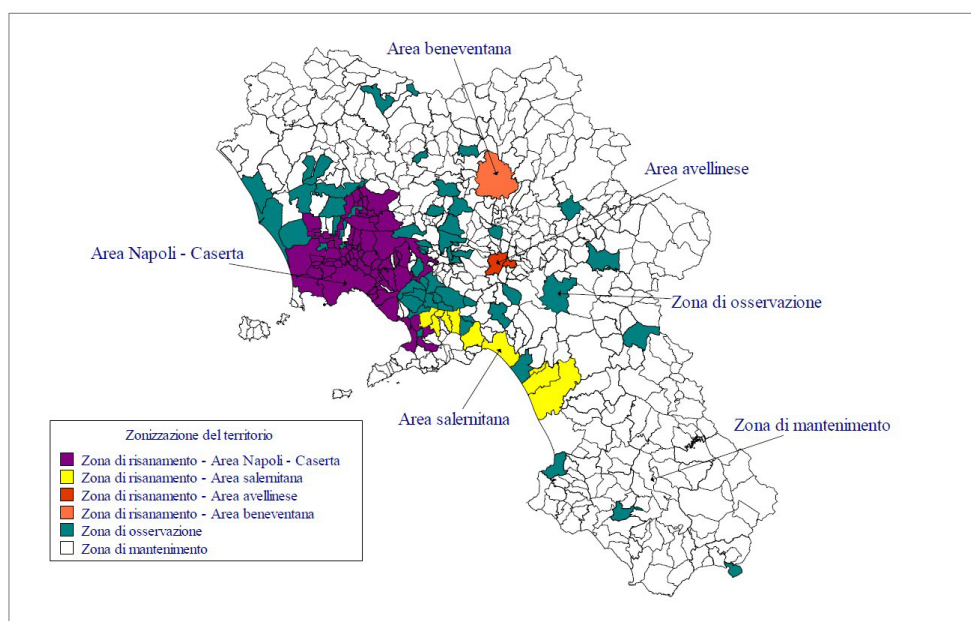 Area beneventana
Area avellinese
Area Napoli - Caserta
Zona di osservazione
Area salernitana
Zona di mantenimento
Zonizzazione del territorio
Zona di risanamento - Area Napoli - Caserta
Zona di risanamento - Area salernitana
Zona di risanamento - Area avellinese
Zona di risanamento - Area beneventana
Zona di osservazione
Zona di mantenimento